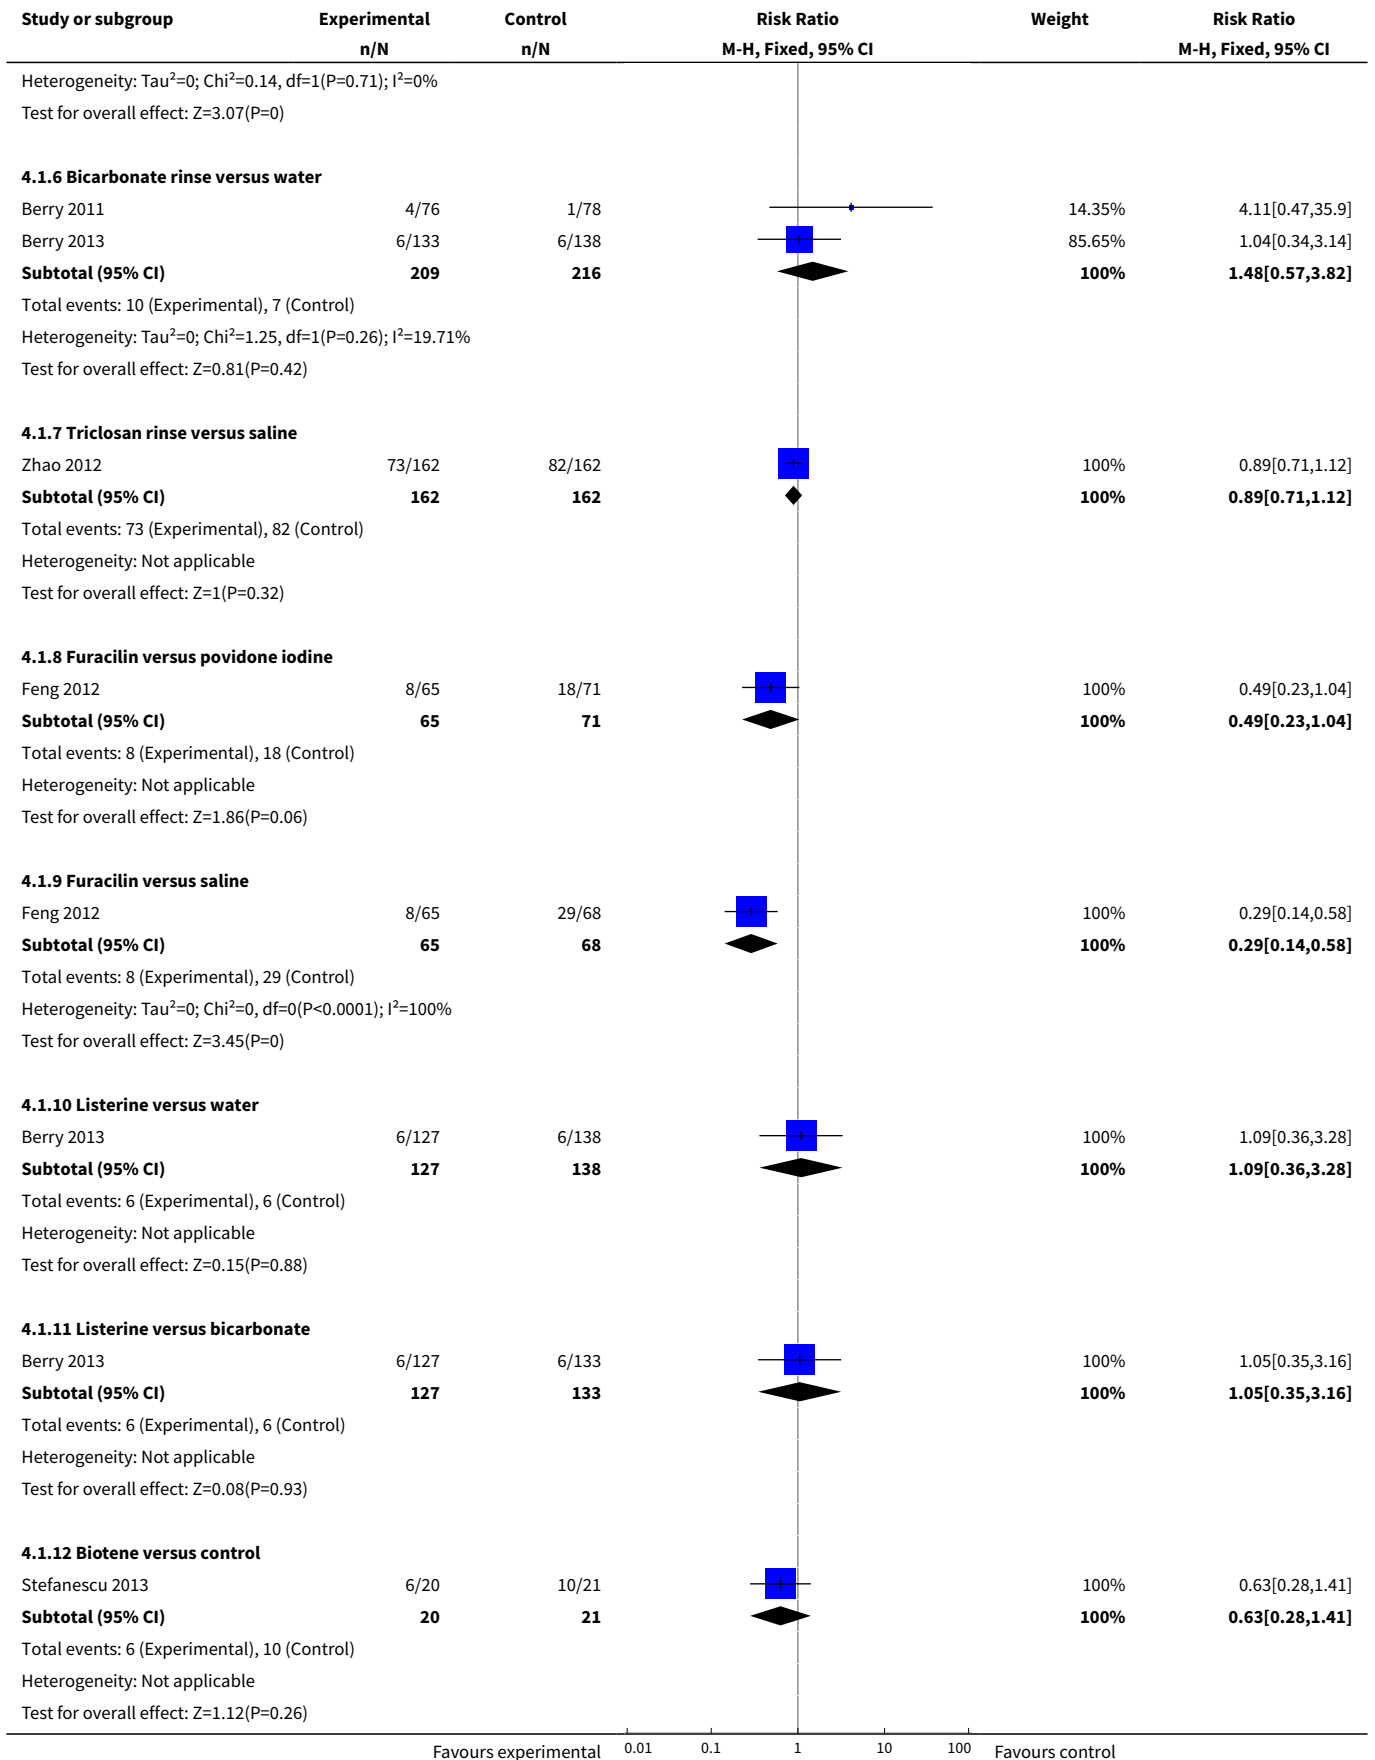 Study or subgroup Experimental Control Risk Ratio Weight Risk Ratio
n/N n/N M-H, Fixed, 95% CI M-H, Fixed, 95% CI
Heterogeneity: Tau²=0; Chi²=0.14, df=1(P=0.71); I²=0%
Test for overall effect: Z=3.07(P=0)
4.1.6 Bicarbonate rinse versus water
Berry 2011 4/76 1/78 14.35% 4.11[0.47,35.9]
Berry 2013 6/133 6/138 85.65% 1.04[0.34,3.14]
Subtotal (95% CI) 209 216 100% 1.48[0.57,3.82]
Total events: 10 (Experimental), 7 (Control)
Heterogeneity: Tau²=0; Chi²=1.25, df=1(P=0.26); I²=19.71%
Test for overall effect: Z=0.81(P=0.42)
4.1.7 Triclosan rinse versus saline
Zhao 2012 73/162 82/162 100% 0.89[0.71,1.12]
Subtotal (95% CI) 162 162 100% 0.89[0.71,1.12]
Total events: 73 (Experimental), 82 (Control)
Heterogeneity: Not applicable
Test for overall effect: Z=1(P=0.32)
4.1.8 Furacilin versus povidone iodine
Feng 2012 8/65 18/71 100% 0.49[0.23,1.04]
Subtotal (95% CI) 65 71 100% 0.49[0.23,1.04]
Total events: 8 (Experimental), 18 (Control)
Heterogeneity: Not applicable
Test for overall effect: Z=1.86(P=0.06)
4.1.9 Furacilin versus saline
Feng 2012 8/65 29/68 100% 0.29[0.14,0.58]
Subtotal (95% CI) 65 68 100% 0.29[0.14,0.58]
Total events: 8 (Experimental), 29 (Control)
Heterogeneity: Tau²=0; Chi²=0, df=0(P<0.0001); I²=100%
Test for overall effect: Z=3.45(P=0)
4.1.10 Listerine versus water
Berry 2013 6/127 6/138 100% 1.09[0.36,3.28]
Subtotal (95% CI) 127 138 100% 1.09[0.36,3.28]
Total events: 6 (Experimental), 6 (Control)
Heterogeneity: Not applicable
Test for overall effect: Z=0.15(P=0.88)
4.1.11 Listerine versus bicarbonate
Berry 2013 6/127 6/133 100% 1.05[0.35,3.16]
Subtotal (95% CI) 127 133 100% 1.05[0.35,3.16]
Total events: 6 (Experimental), 6 (Control)
Heterogeneity: Not applicable
Test for overall effect: Z=0.08(P=0.93)
4.1.12 Biotene versus control
Stefanescu 2013 6/20 10/21 100% 0.63[0.28,1.41]
Subtotal (95% CI) 20 21 100% 0.63[0.28,1.41]
Total events: 6 (Experimental), 10 (Control)
Heterogeneity: Not applicable
Test for overall effect: Z=1.12(P=0.26)
Favours experimental 0.01 0.1 1 10 100 Favours control